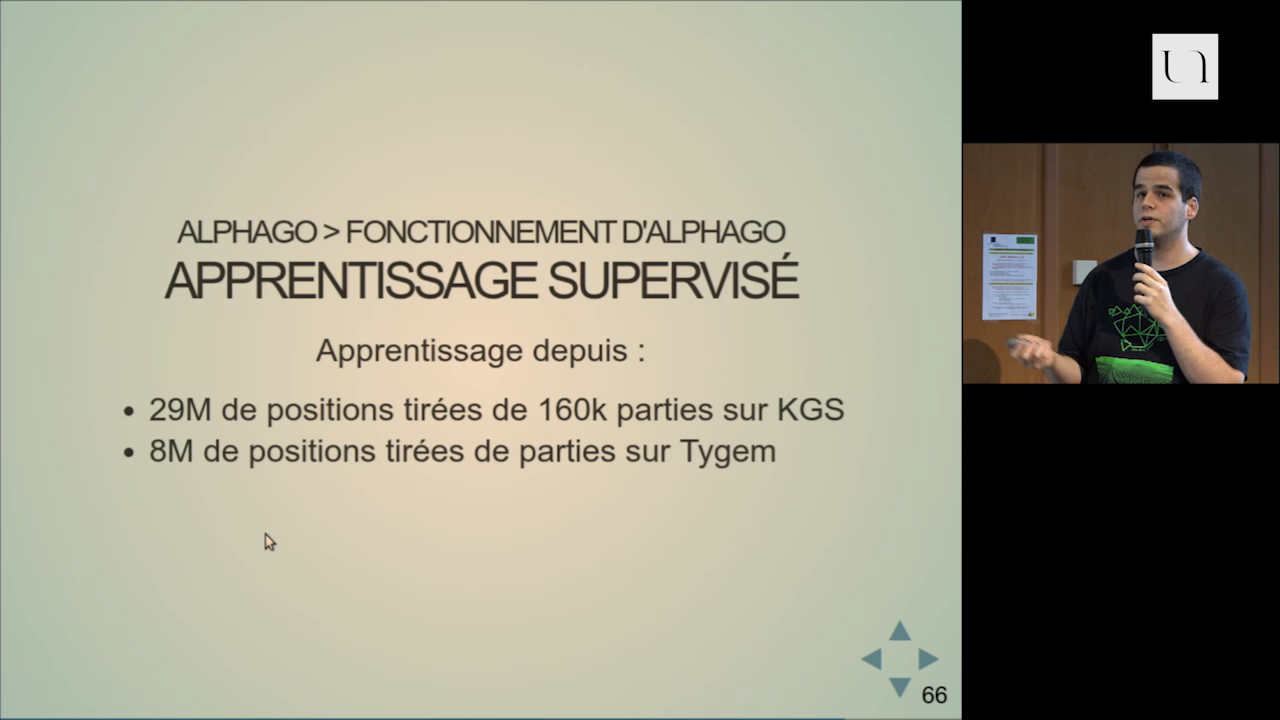 ALPHAGO > FONCTIONNEMENT D'ALPHAGO
APPRENTISSAGE SUPERVISÉ
Apprentissage depuis :
• 29M de positions tirées de 160k parties sur KGS
• 8M de positions tirées de parties sur Tygem
66